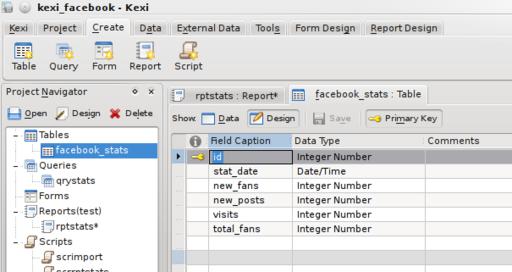 kexi_facebook - Kexi
Kexi Project Create Data External Data Tools Form Design Report Design
Table Query Form Report Script
Project Navigator
rptstats : Report* facebook_stats : Table
Open Design Delete
Show: Data Design Save Primary Key
Tables
facebook_stats
Queries
qrystats
Forms
Reports(test)
rptstats*
Scripts
scrimport
Field Caption Data Type Comments
id Integer Number
stat_date Date/Time
new_fans Integer Number
new_posts Integer Number
visits Integer Number
total_fans Integer Number